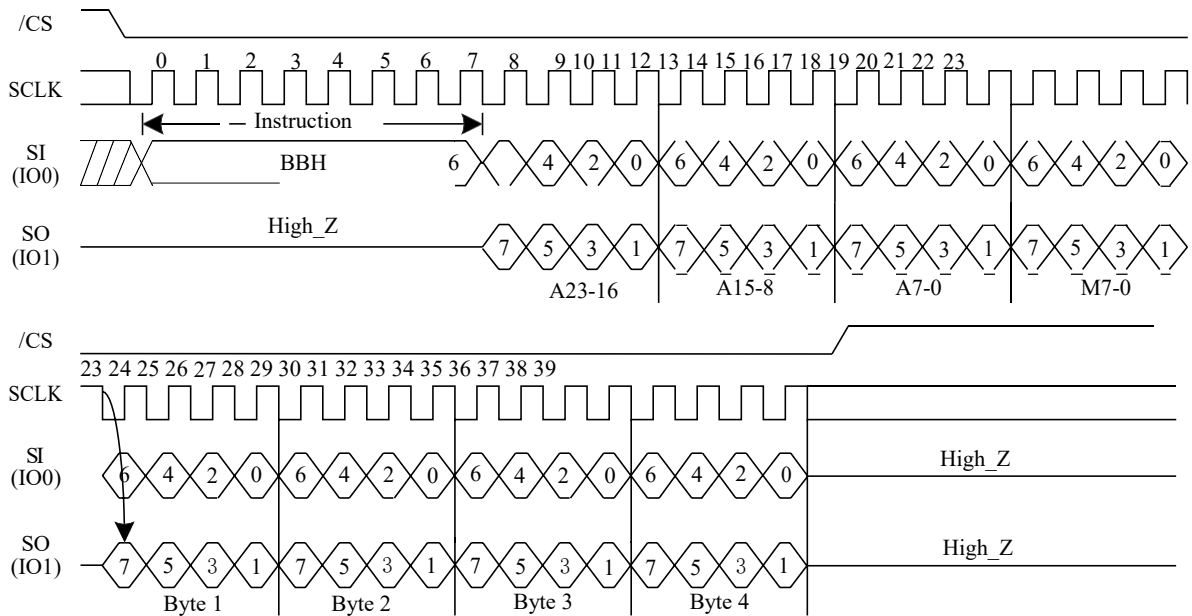 /CS
0 1 2 3 4 5 6 7 8 9 10 11 12 13 14 15 16 17 18 19 20 21 22 23
SCLK
Instruction
SI
(IO0)
BBH
6 4 2 0 6 4 2 0 6 4 2 0 6 4 2 0
High_Z
SO
(IO1)
7 5 3 1 7 5 3 1 7 5 3 1 7 5 3 1
A23-16 A15-8 A7-0 M7-0
/CS
23 24 25 26 27 28 29 30 31 32 33 34 35 36 37 38 39
SCLK
SI
(IO0)
6 4 2 0 6 4 2 0 6 4 2 0 6 4 2 0
High_Z
SO
(IO1)
7 5 3 1 7 5 3 1 7 5 3 1 7 5 3 1
High_Z
Byte 1 Byte 2 Byte 3 Byte 4